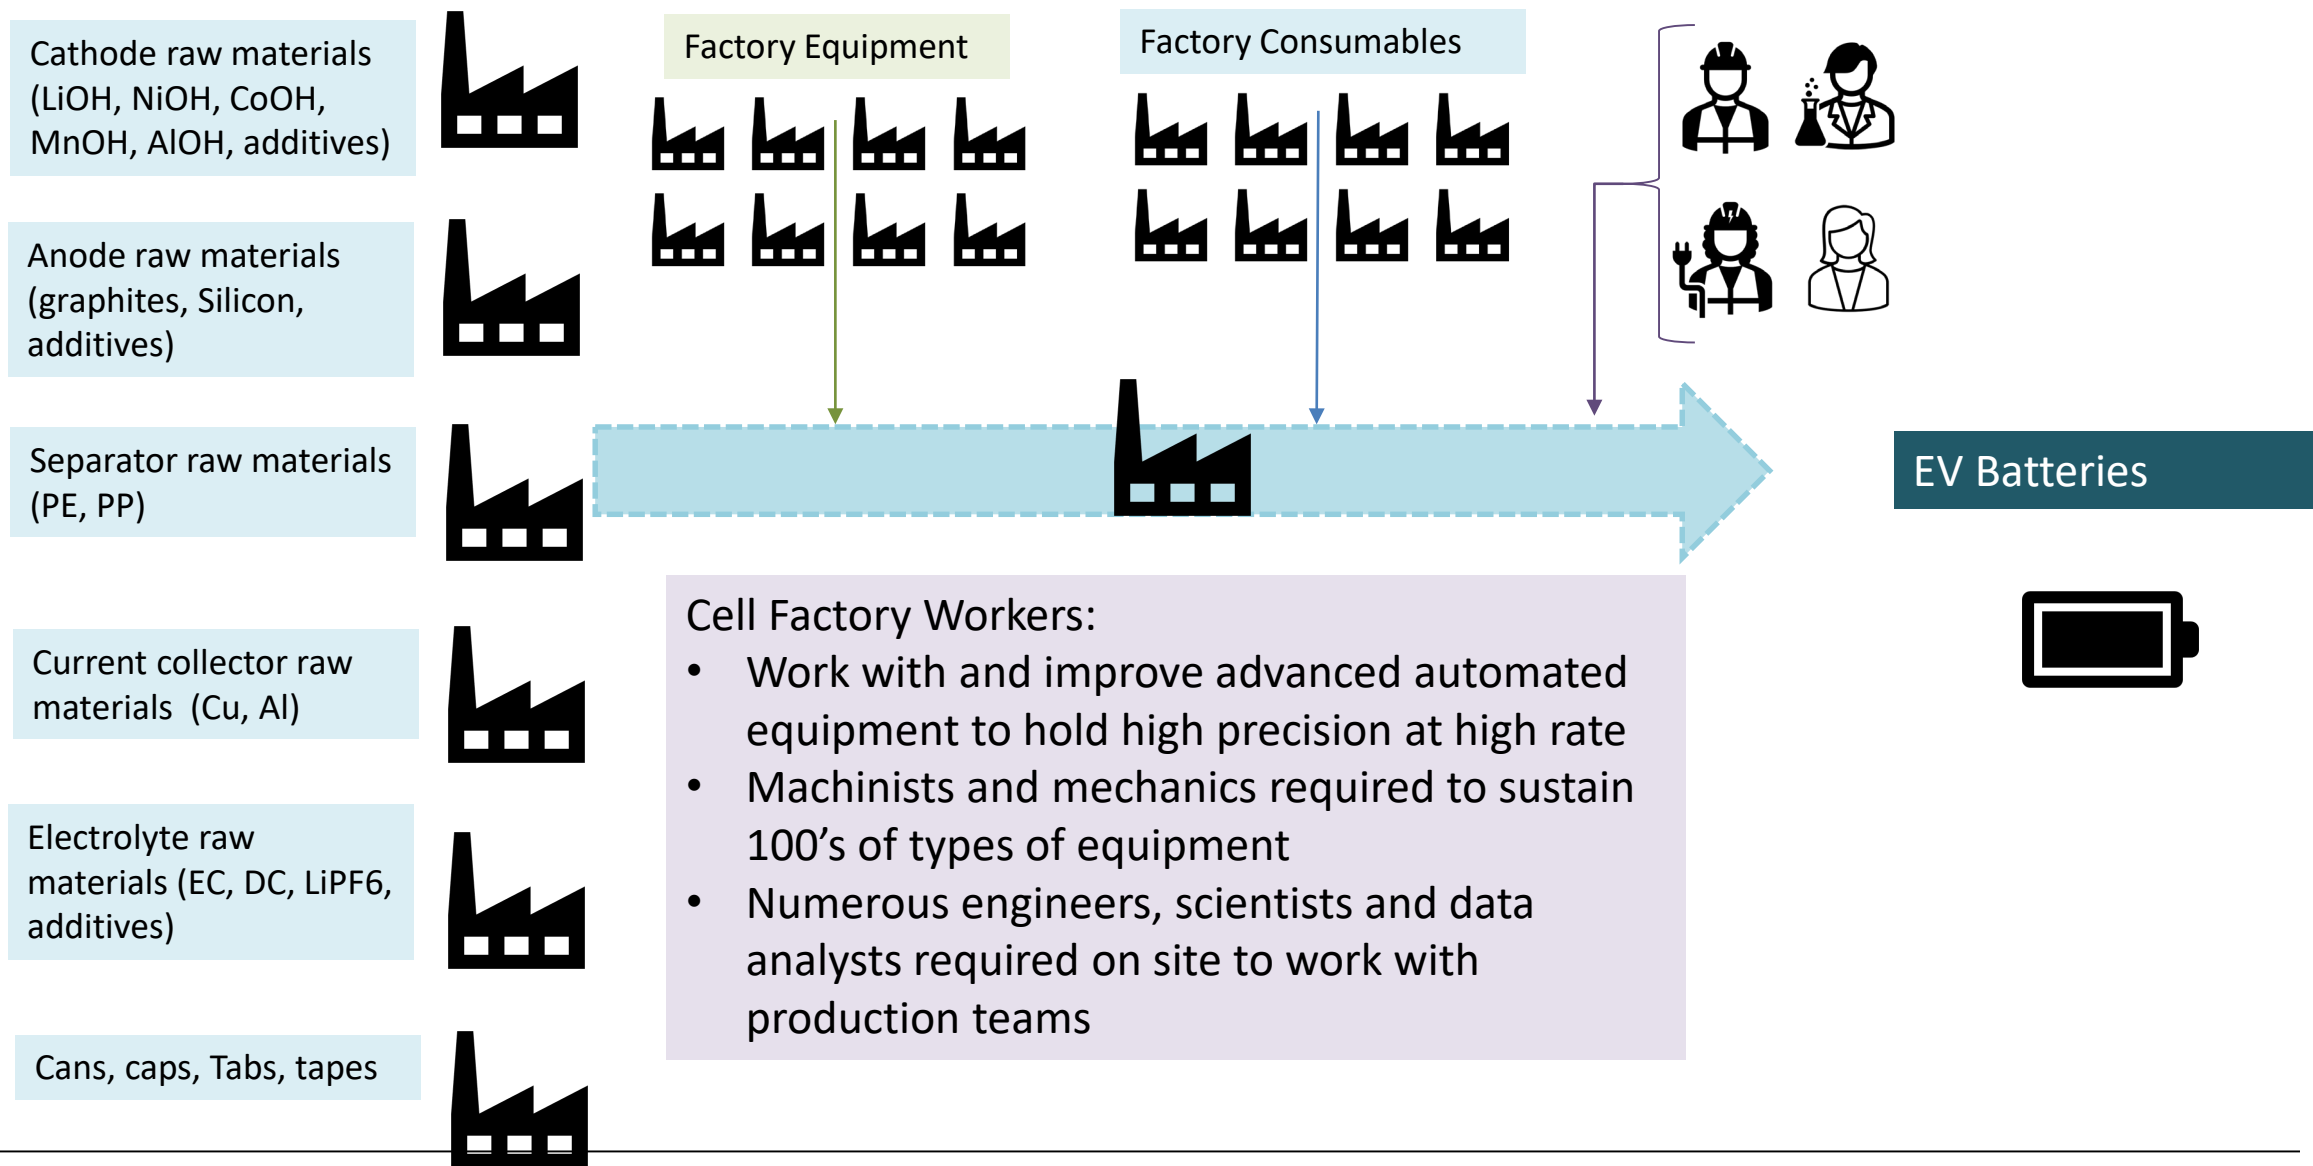 Cathode raw materials
(LiOH, NiOH, CoOH,
MnOH, AlOH, additives)
Factory Equipment
Factory Consumables
Anode raw materials
(graphites, Silicon,
additives)
Separator raw materials
(PE, PP)
EV Batteries
Current collector raw
materials  (Cu, Al)
Electrolyte raw
materials (EC, DC, LiPF6,
additives)
Cans, caps, Tabs, tapes
Cell Factory Workers:
• Work with and improve advanced automated
equipment to hold high precision at high rate
• Machinists and mechanics required to sustain
100’s of types of equipment
• Numerous engineers, scientists and data
analysts required on site to work with
production teams